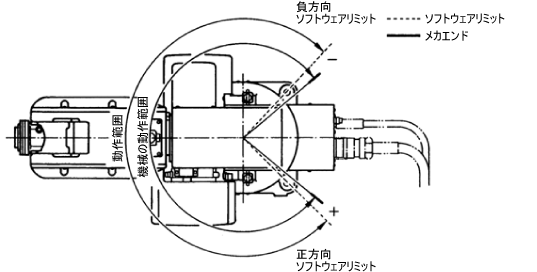 負方向
ソフトウェアリミット
ソフトウェアリミット
メカエンド
−
動作範囲
機械の動作範囲
+
正方向
ソフトウェアリミット